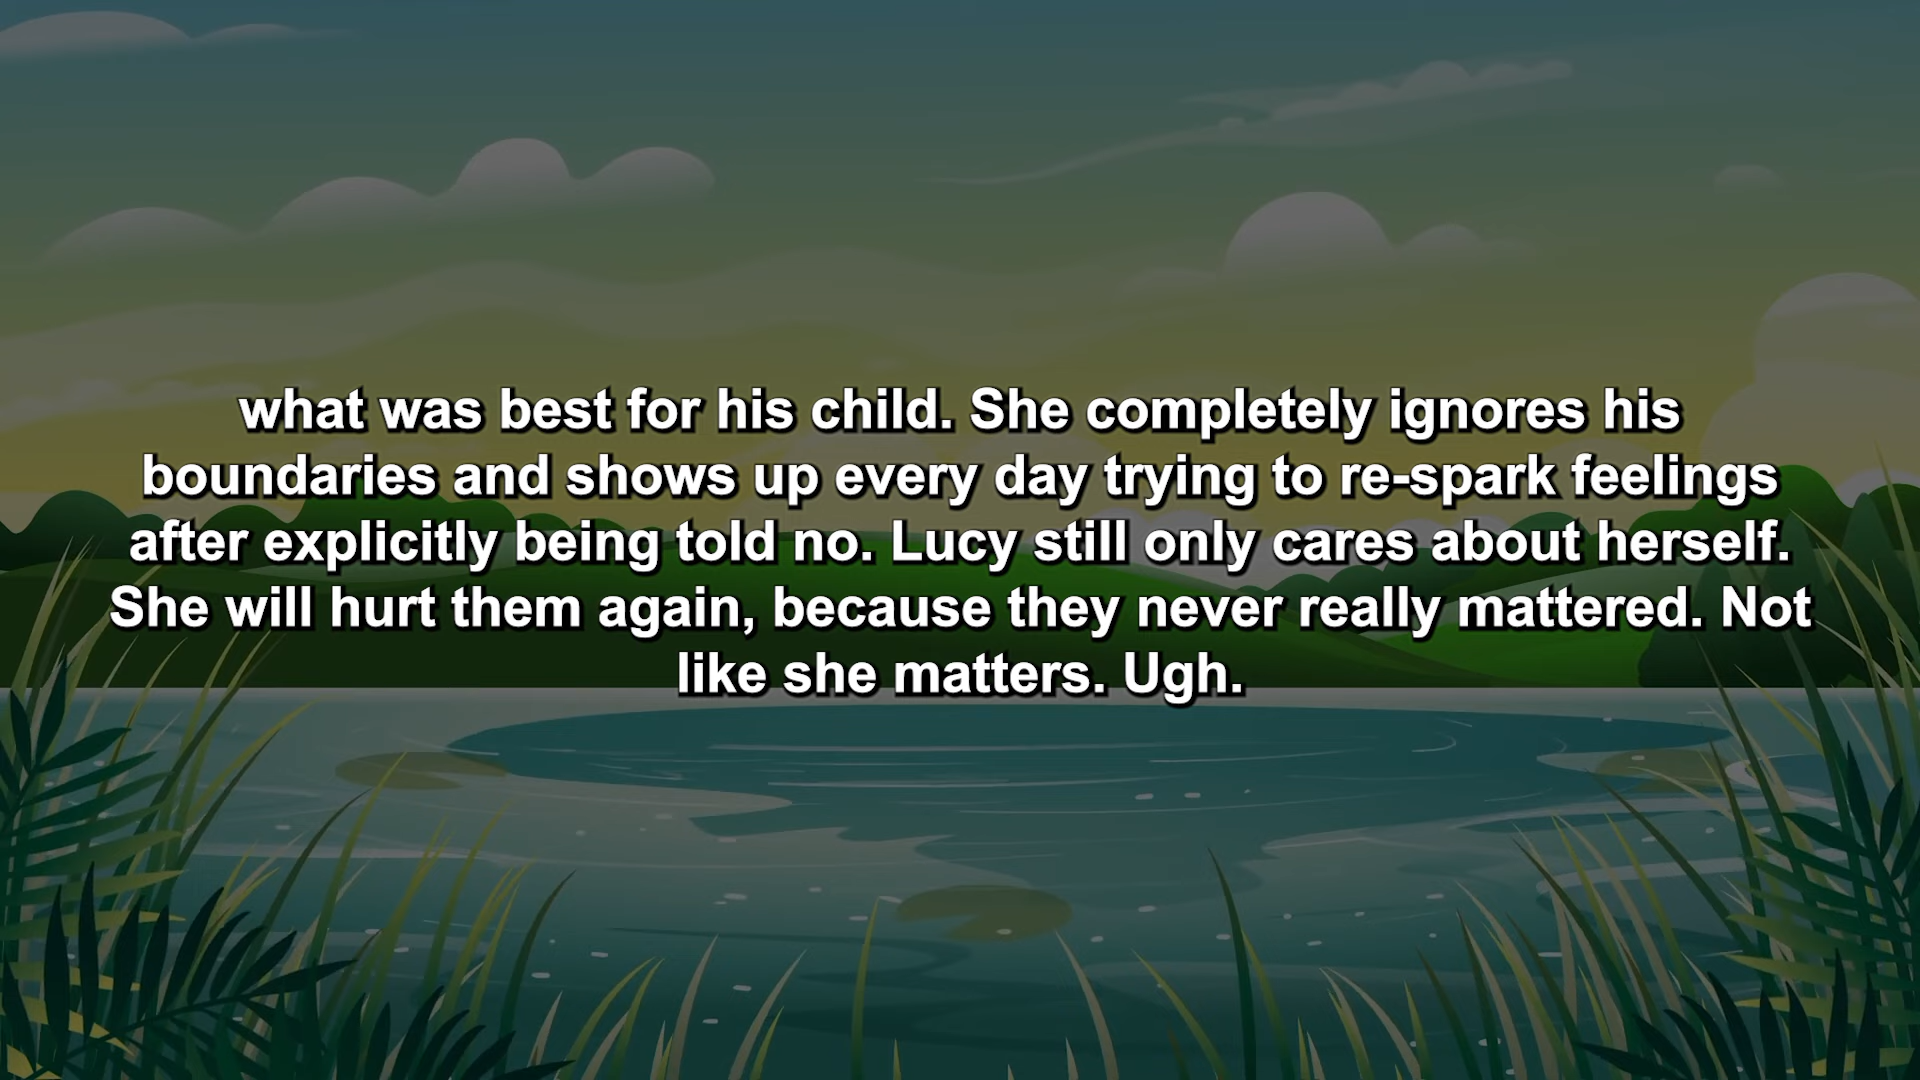 what was best for his child. She completely ignores his
boundaries and shows up every day trying to re-spark feelings
after explicitly being told no. Lucy still only cares about herself.
She will hurt them again, because they never really mattered. Not
like she matters. Ugh.